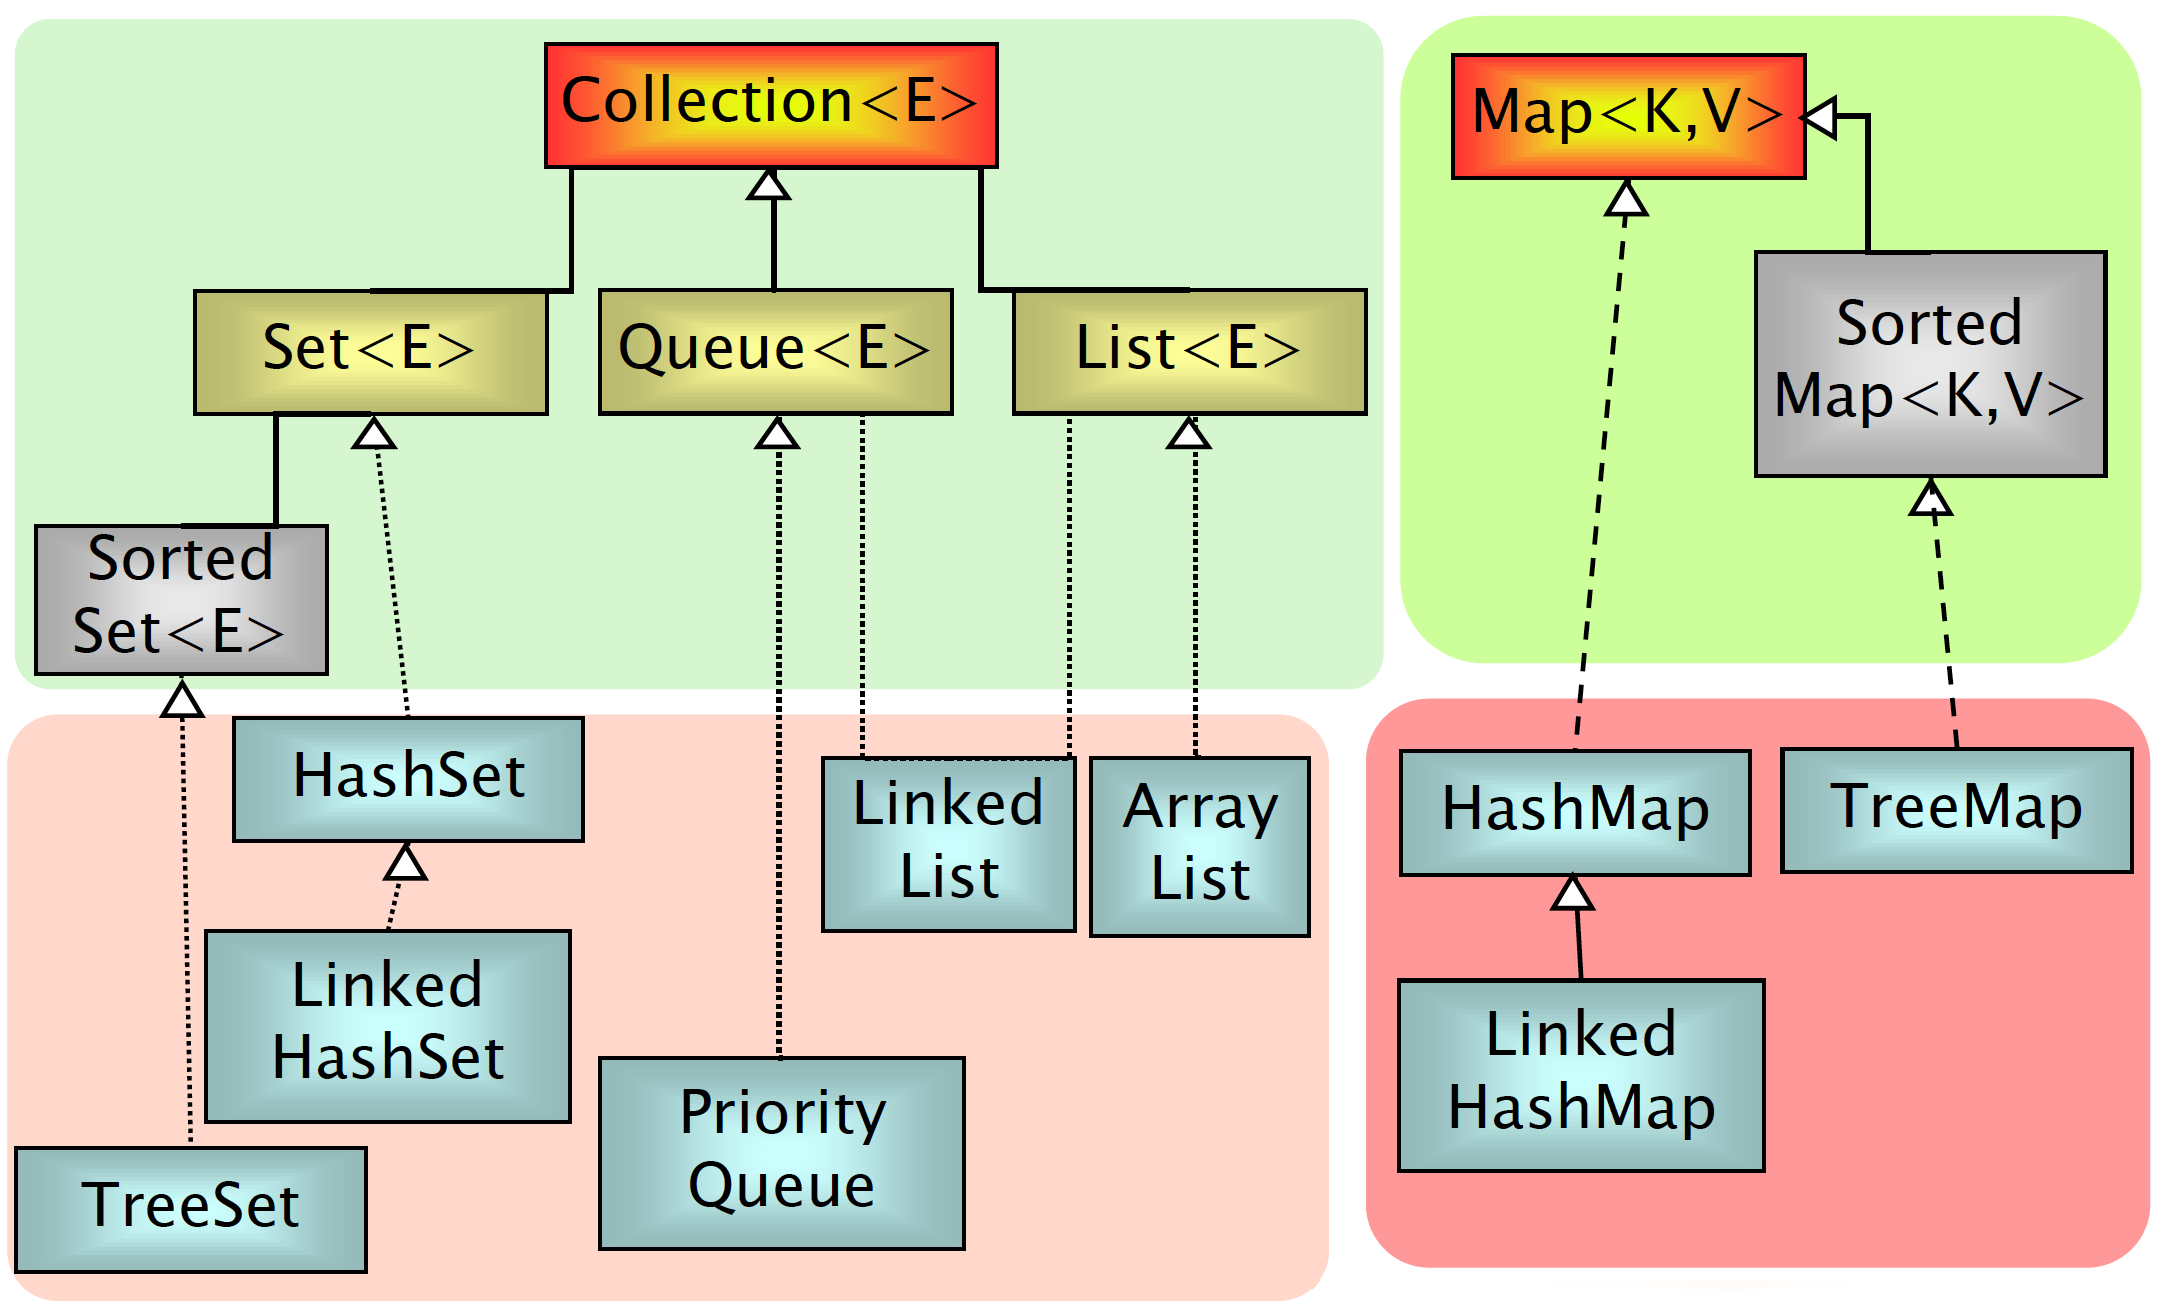 Collection<E>
Map<K,V>
Set<E>
Queue<E>
List<E>
Sorted
Map<K,V>
Sorted
Set<E>
HashSet
Linked
List
Array
List
HashMap
TreeMap
Linked
HashSet
Priority
Queue
Linked
HashMap
TreeSet